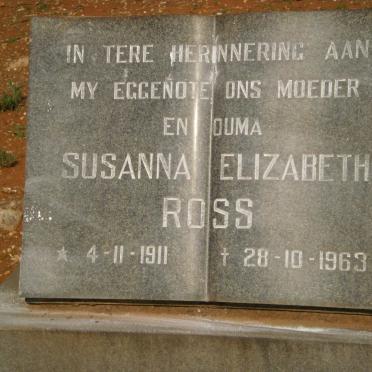 IN TERE HERINNERING AAN
MY EGGENOTE ONS MOEDER
EN OUMA
SUSANNA ELIZABETH
ROSS
★ 4-11-1911 † 28-10-1963